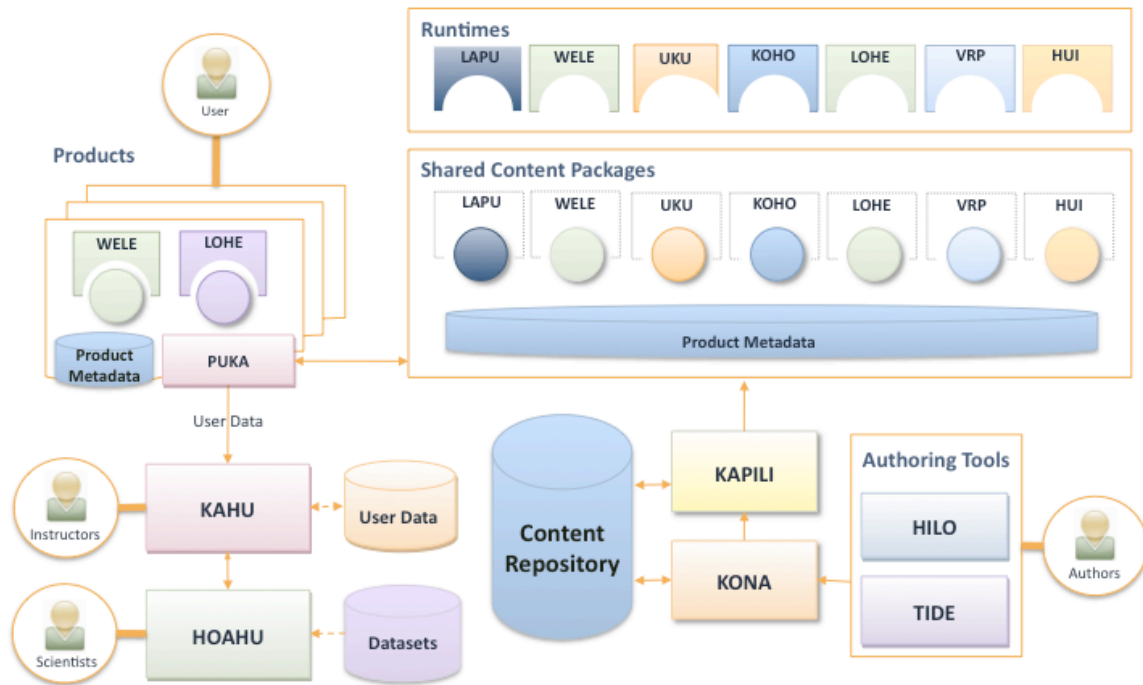 Runtimes
LAPU
WELE
UKU
KOHO
LOHE
VRP
HUI
User
Products
Shared Content Packages
LAPU
WELE
UKU
KOHO
LOHE
VRP
HUI
WELE
LOHE
Product
Metadata
PUKA
Product Metadata
User Data
KAHU
User Data
Instructors
HOAHU
Datasets
Scientists
Content
Repository
KAPILI
KONA
Authoring Tools
HILO
TIDE
Authors